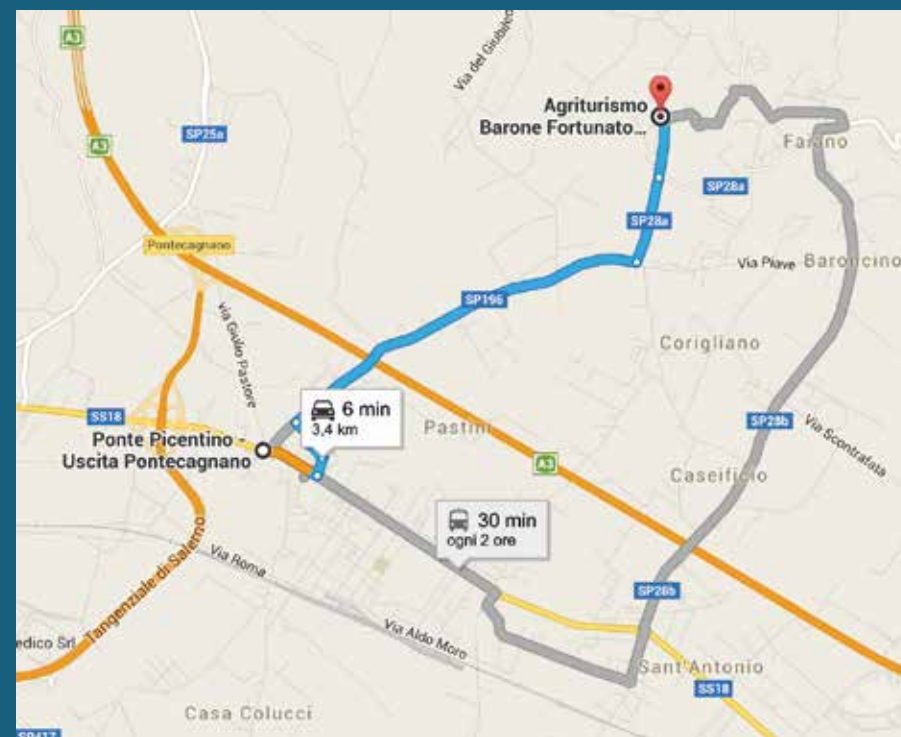 A3
Via del Giubileo
Agriturismo
Barone Fortunato...
SP25a
A3
Faiano
SP28a
SP28a
Pontecagnano
Via Piave
Baroncino
SP196
via Giulio Pastore
Corigliano
6 min
3,4 km
SS18
Pastini
SP28b
Via Scontrafata
Ponte Picentino -
Uscita Pontecagnano
A3
Caseificio
30 min
ogni 2 ore
Tangenziale di Salerno
Via Roma
SP28b
Via Aldo Moro
edico Srl
Sant'Antonio
SS18
Casa Colucci
SP417